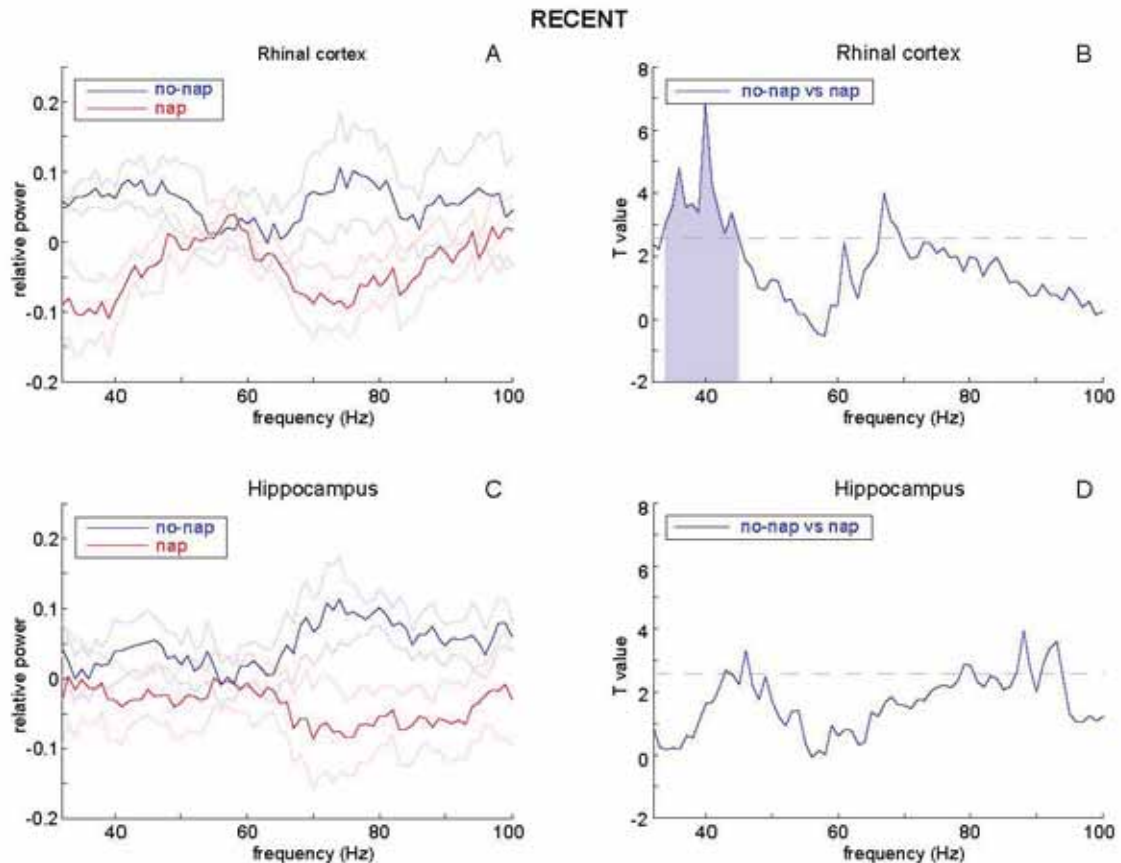 RECENT
Rhinal cortex
A
no-nap
nap
0.2
0.1
0
-0.1
-0.2
relative power
40
60
80
100
frequency (Hz)
Rhinal cortex
B
no-nap vs nap
8
6
4
2
0
-2
T value
40
60
80
100
frequency (Hz)
Hippocampus
C
no-nap
nap
0.2
0.1
0
-0.1
-0.2
relative power
40
60
80
100
frequency (Hz)
Hippocampus
D
no-nap vs nap
8
6
4
2
0
-2
T value
40
60
80
100
frequency (Hz)